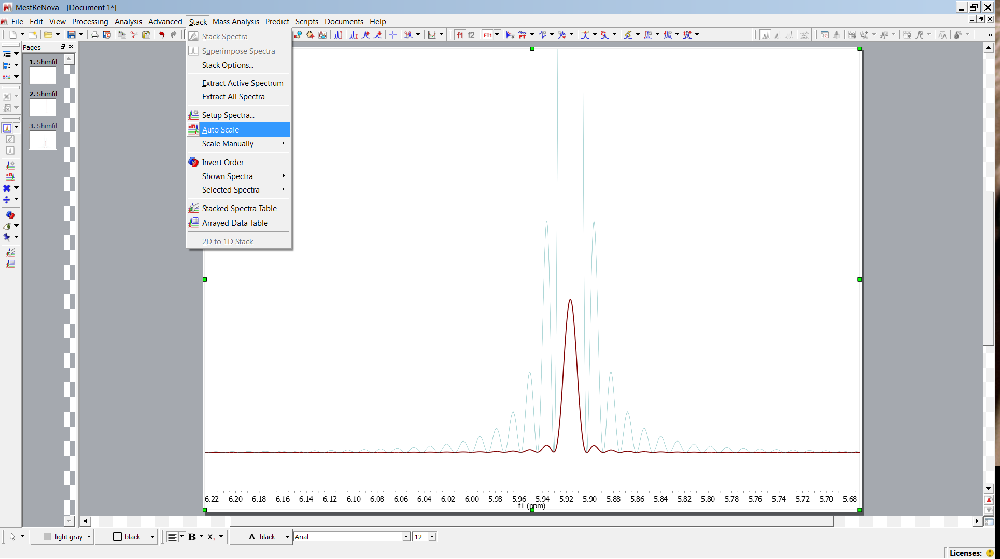 MestReNova - [Document 1*]
File Edit View Processing Analysis Advanced Stack Mass Analysis Predict Scripts Documents Help
f1 f2 FT1
Pages
1. Shimfil
2. Shimfil
3. Shimfil
Stack Spectra
Superimpose Spectra
Stack Options...
Extract Active Spectrum
Extract All Spectra
Setup Spectra...
Auto Scale
Scale Manually
Invert Order
Shown Spectra
Selected Spectra
Stacked Spectra Table
Arrayed Data Table
2D to 1D Stack
6.22 6.20 6.18 6.16 6.14 6.12 6.10 6.08 6.06 6.04 6.02 6.00 5.98 5.96 5.94 5.92 5.90 5.88 5.86 5.84 5.82 5.80 5.78 5.76 5.74 5.72 5.70 5.68
f1 (ppm)
light gray black B X₂ A black Arial 12
Licenses: